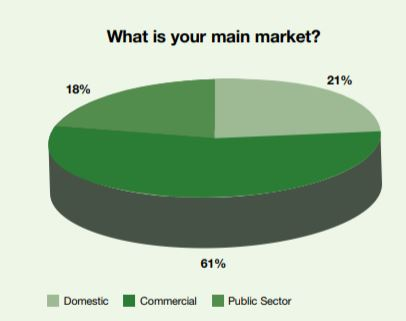 What is your main market?
18%
21%
61%
Domestic Commercial Public Sector